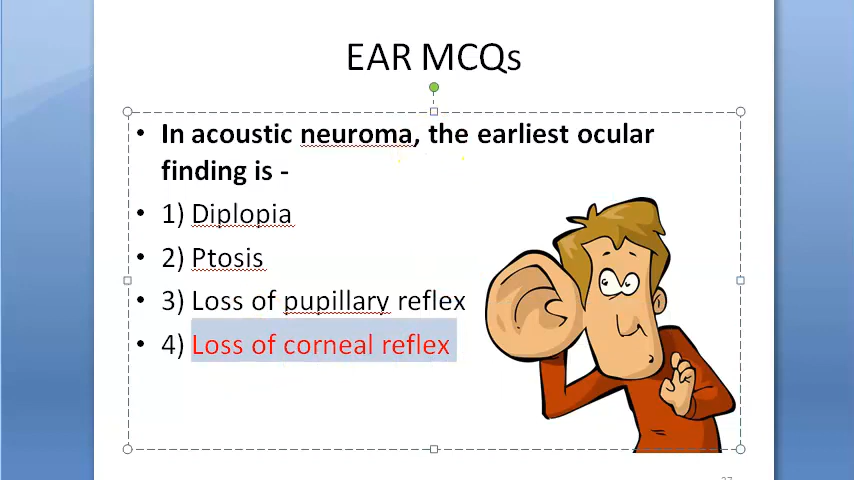 EAR MCQs
• In acoustic neuroma, the earliest ocular
finding is -
• 1) Diplopia
• 2) Ptosis
• 3) Loss of pupillary reflex
• 4) Loss of corneal reflex